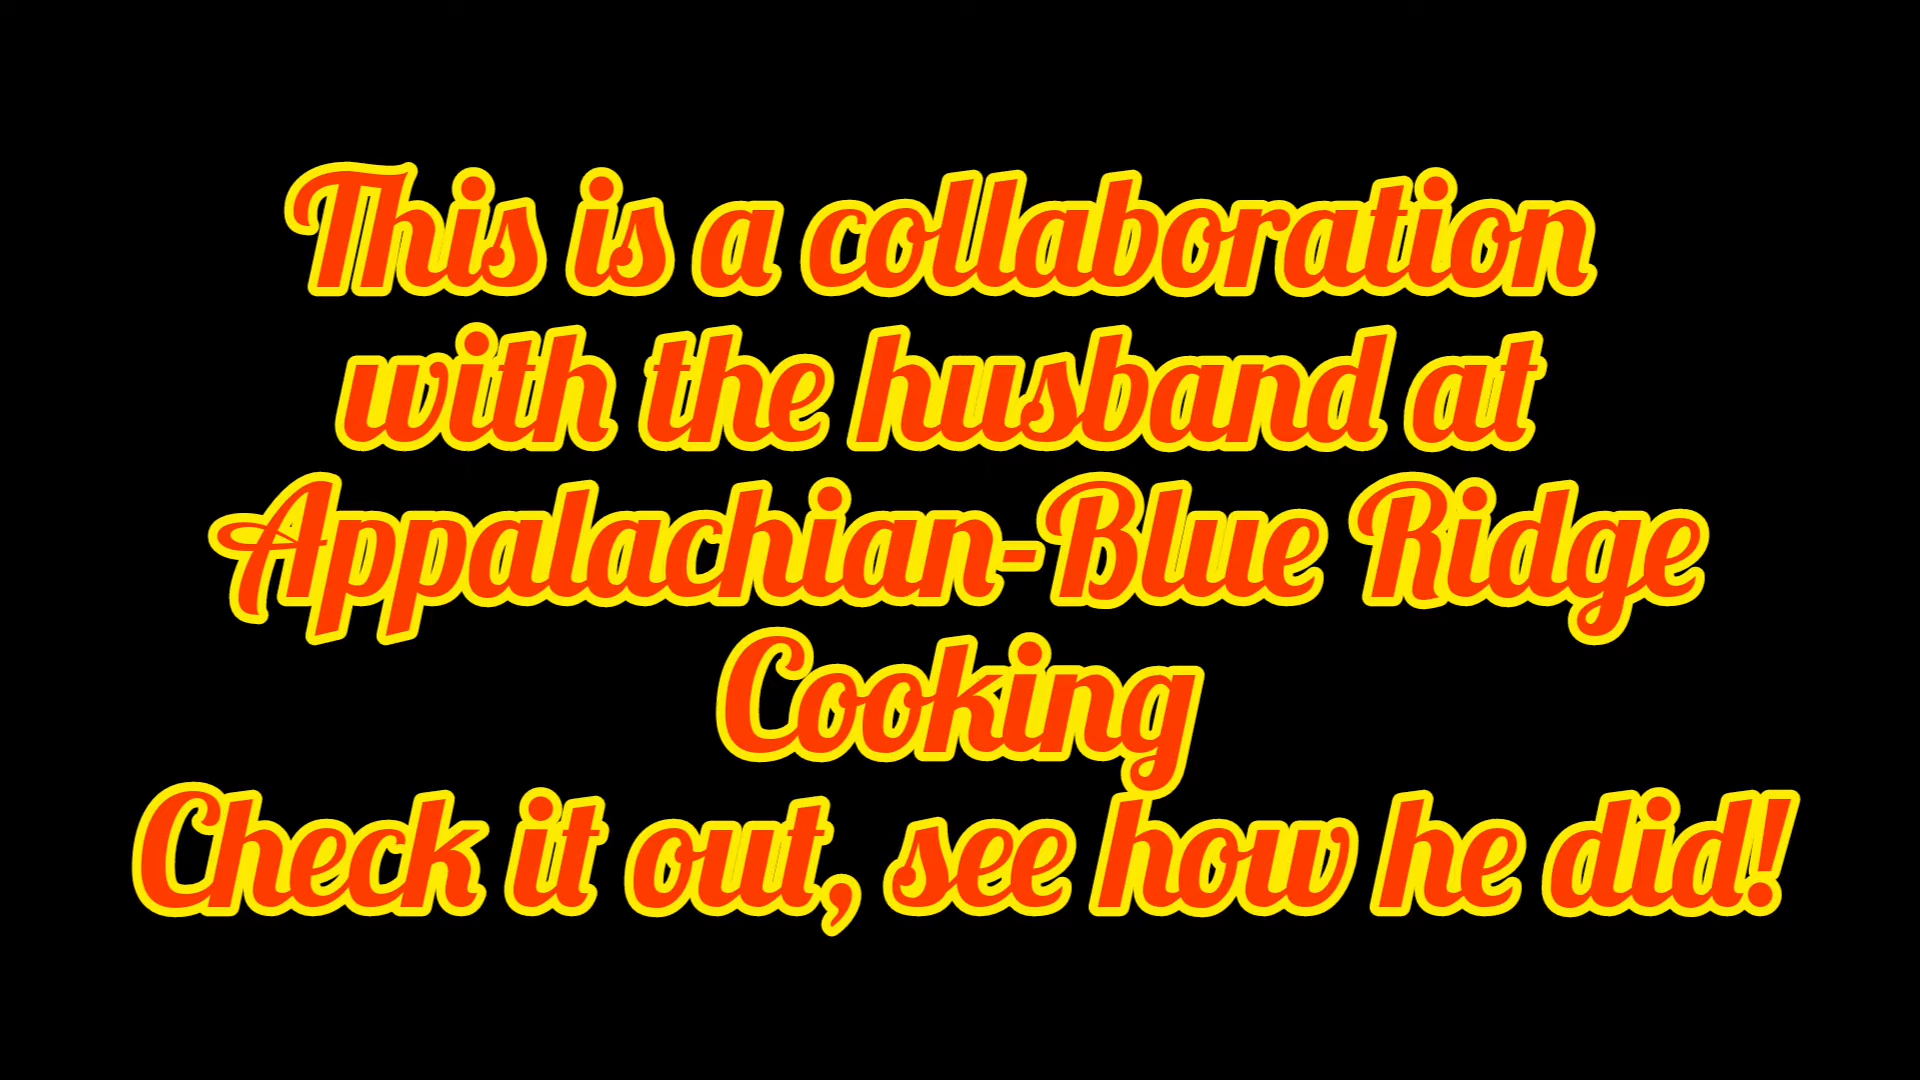 This is a collaboration
with the husband at
Appalachian-Blue Ridge
Cooking
Check it out, see how he did!